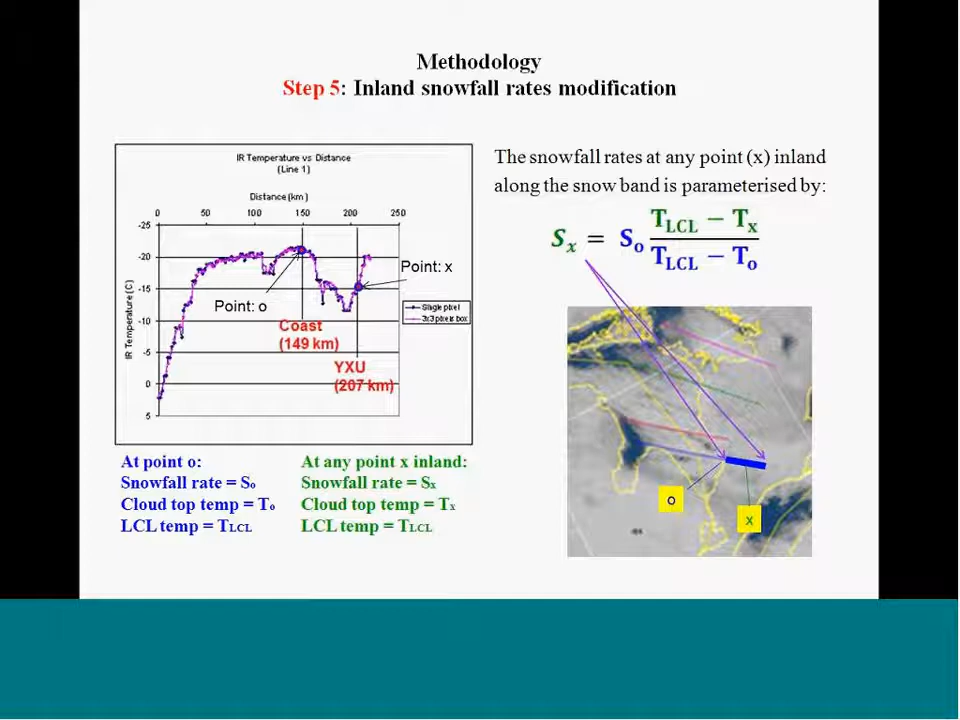 Methodology
Step 5: Inland snowfall rates modification
IR Temperature vs Distance
(Line 1)
Distance (km)
0 50 100 150 200 250
-25
-20
-15
-10
-5
0
5
IR Temperature (C)
Point: o
Point: x
Single pixel
3x3 pixels box
Coast
(149 km)
YXU
(207 km)
The snowfall rates at any point (x) inland
along the snow band is parameterised by:
Sx = So (TLCL − Tx) / (TLCL − To)
o
x
At point o:
Snowfall rate = So
Cloud top temp = To
LCL temp = TLCL
At any point x inland:
Snowfall rate = Sx
Cloud top temp = Tx
LCL temp = TLCL